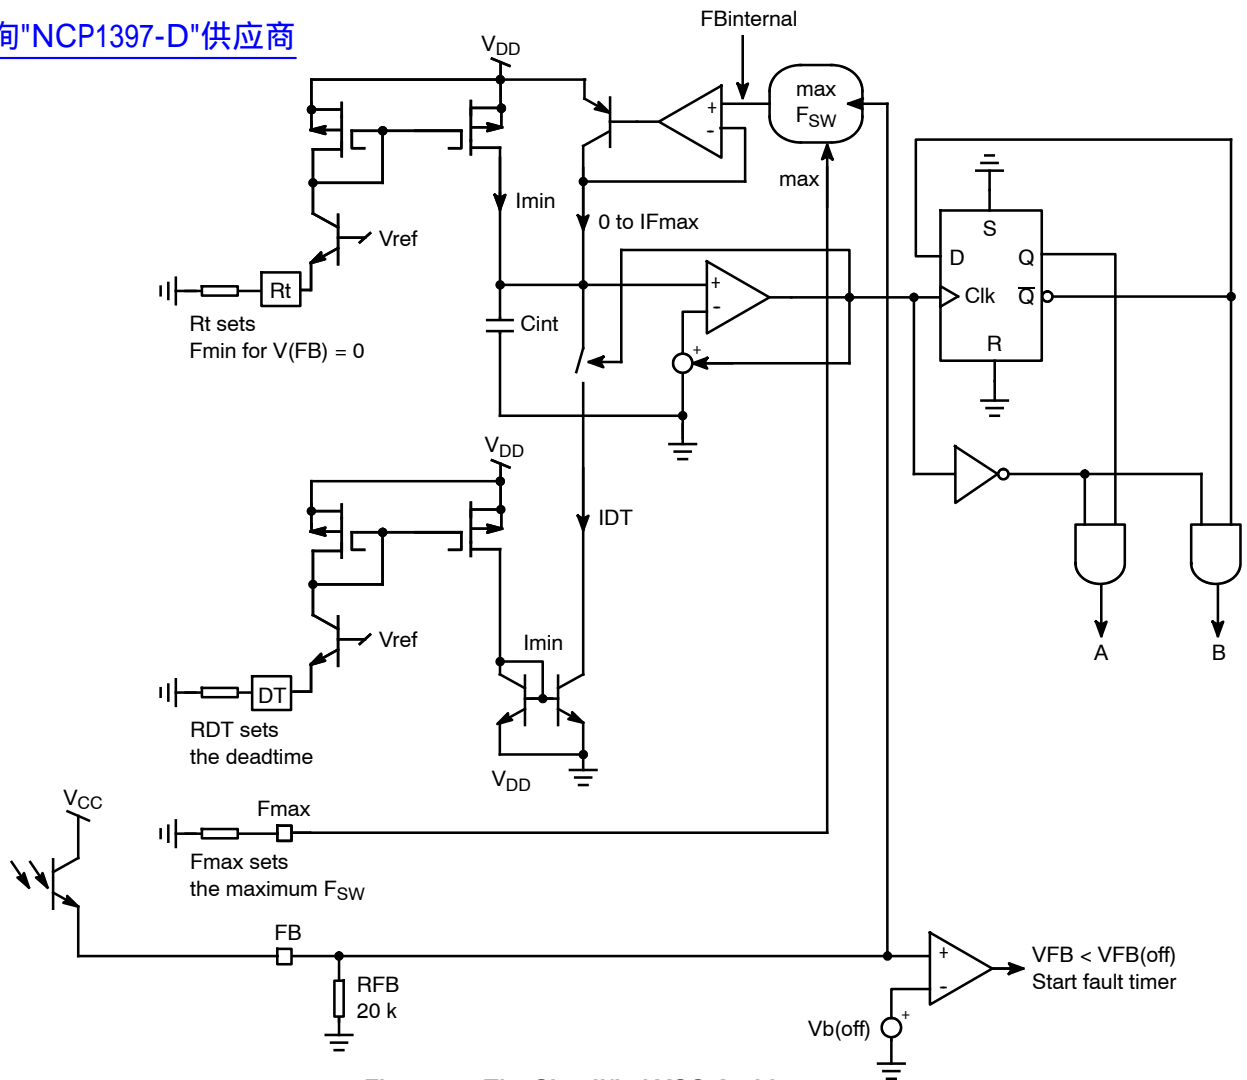 询"NCP1397-D"供应商
FBinternal
VDD
max
FSW
+
-
max
Imin
0 to IFmax
Vref
S
D
Q
Clk
Q
R
+
-
Rt
Rt sets
Fmin for V(FB) = 0
Cint
+
VDD
IDT
Vref
Imin
A
B
DT
RDT sets
the deadtime
VDD
VCC
Fmax
Fmax sets
the maximum FSW
FB
RFB
20 k
+
-
VFB < VFB(off)
Start fault timer
Vb(off)
+